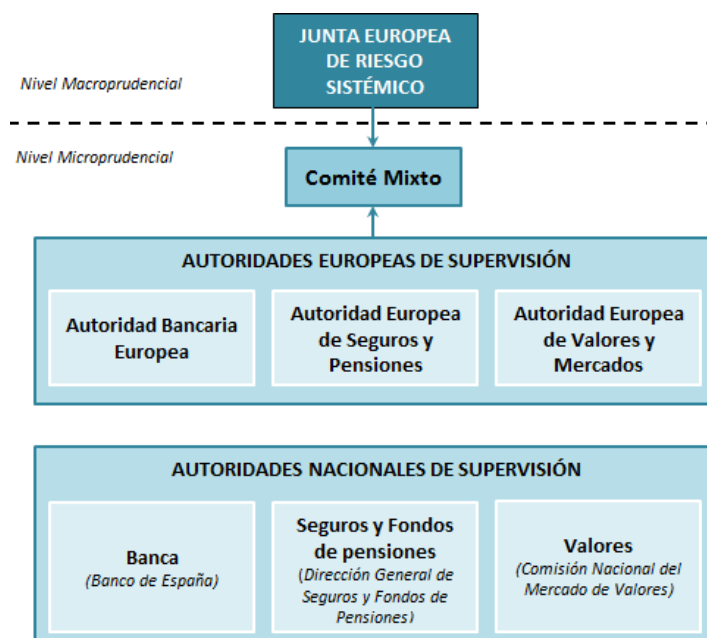 JUNTA EUROPEA
DE RIESGO
SISTÉMICO
Nivel Macroprudencial
Nivel Microprudencial
Comité Mixto
AUTORIDADES EUROPEAS DE SUPERVISIÓN
Autoridad Bancaria
Europea
Autoridad Europea
de Seguros y
Pensiones
Autoridad Europea
de Valores y
Mercados
AUTORIDADES NACIONALES DE SUPERVISIÓN
Banca
(Banco de España)
Seguros y Fondos
de pensiones
(Dirección General de
Seguros y Fondos de
Pensiones)
Valores
(Comisión Nacional del
Mercado de Valores)